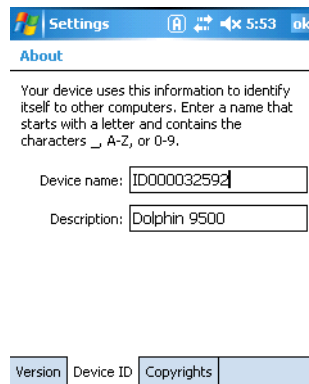 Settings 5:53 ok
About
Your device uses this information to identify
itself to other computers. Enter a name that
starts with a letter and contains the
characters _, A-Z, or 0-9.
Device name: ID000032592
Description: Dolphin 9500
Version Device ID Copyrights